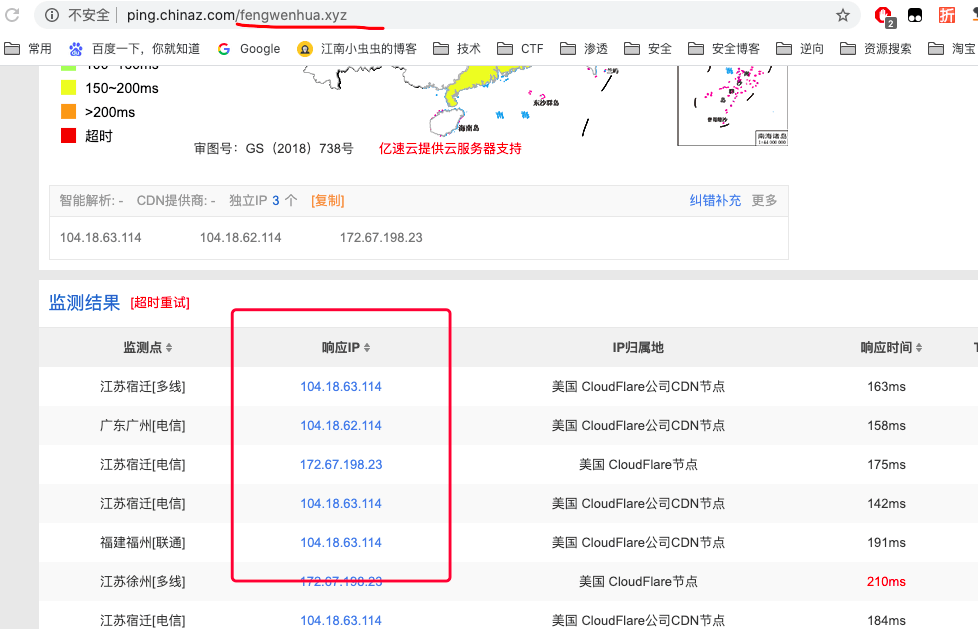 不安全 ping.chinaz.com/fengwenhua.xyz 2 折
常用 百度一下，你就知道 Google 江南小虫虫的博客 技术 CTF 渗透 安全 安全博客 逆向 资源搜索 淘宝
150~200ms
>200ms
超时
东沙群岛
海南岛
南海诸岛
审图号：GS（2018）738号 亿速云提供云服务器支持
智能解析: - CDN提供商: - 独立IP 3 个 [复制] 纠错补充 更多
104.18.63.114 104.18.62.114 172.67.198.23
监测结果 [超时重试]
监测点 响应IP IP归属地 响应时间
江苏宿迁[多线] 104.18.63.114 美国 CloudFlare公司CDN节点 163ms
广东广州[电信] 104.18.62.114 美国 CloudFlare公司CDN节点 158ms
江苏宿迁[电信] 172.67.198.23 美国 CloudFlare节点 175ms
江苏宿迁[电信] 104.18.63.114 美国 CloudFlare公司CDN节点 142ms
福建福州[联通] 104.18.63.114 美国 CloudFlare公司CDN节点 191ms
江苏徐州[多线] 172.67.198.23 美国 CloudFlare节点 210ms
江苏宿迁[电信] 104.18.63.114 美国 CloudFlare公司CDN节点 184ms